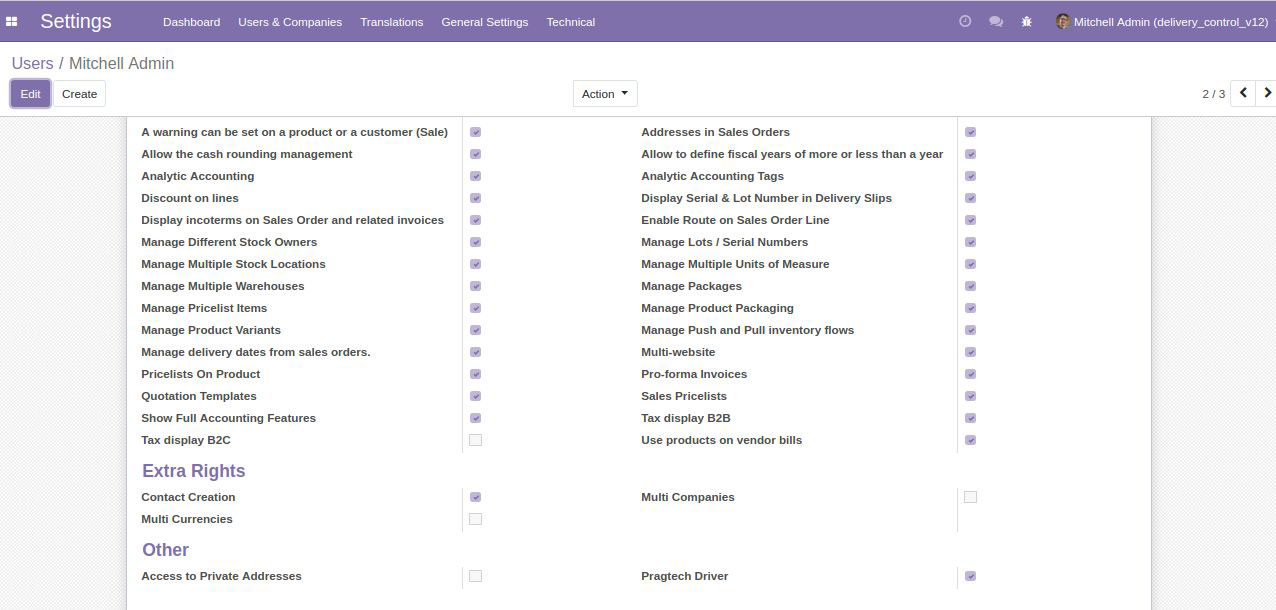 Settings Dashboard Users & Companies Translations General Settings Technical Mitchell Admin (delivery_control_v12)
Users / Mitchell Admin
Edit Create Action 2 / 3
A warning can be set on a product or a customer (Sale) Addresses in Sales Orders
Allow the cash rounding management Allow to define fiscal years of more or less than a year
Analytic Accounting Analytic Accounting Tags
Discount on lines Display Serial & Lot Number in Delivery Slips
Display incoterms on Sales Order and related invoices Enable Route on Sales Order Line
Manage Different Stock Owners Manage Lots / Serial Numbers
Manage Multiple Stock Locations Manage Multiple Units of Measure
Manage Multiple Warehouses Manage Packages
Manage Pricelist Items Manage Product Packaging
Manage Product Variants Manage Push and Pull inventory flows
Manage delivery dates from sales orders. Multi-website
Pricelists On Product Pro-forma Invoices
Quotation Templates Sales Pricelists
Show Full Accounting Features Tax display B2B
Tax display B2C Use products on vendor bills
Extra Rights
Contact Creation Multi Companies
Multi Currencies
Other
Access to Private Addresses Pragtech Driver